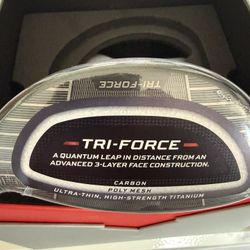 TRI-FORCE
TRI-FORCE
A QUANTUM LEAP IN DISTANCE FROM AN
ADVANCED 3-LAYER FACE CONSTRUCTION.
CARBON
POLY MESH
ULTRA-THIN, HIGH-STRENGTH TITANIUM